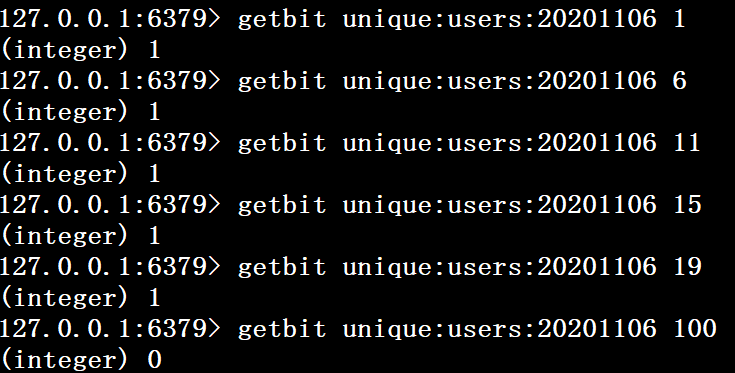 127.0.0.1:6379> getbit unique:users:20201106 1
(integer) 1
127.0.0.1:6379> getbit unique:users:20201106 6
(integer) 1
127.0.0.1:6379> getbit unique:users:20201106 11
(integer) 1
127.0.0.1:6379> getbit unique:users:20201106 15
(integer) 1
127.0.0.1:6379> getbit unique:users:20201106 19
(integer) 1
127.0.0.1:6379> getbit unique:users:20201106 100
(integer) 0